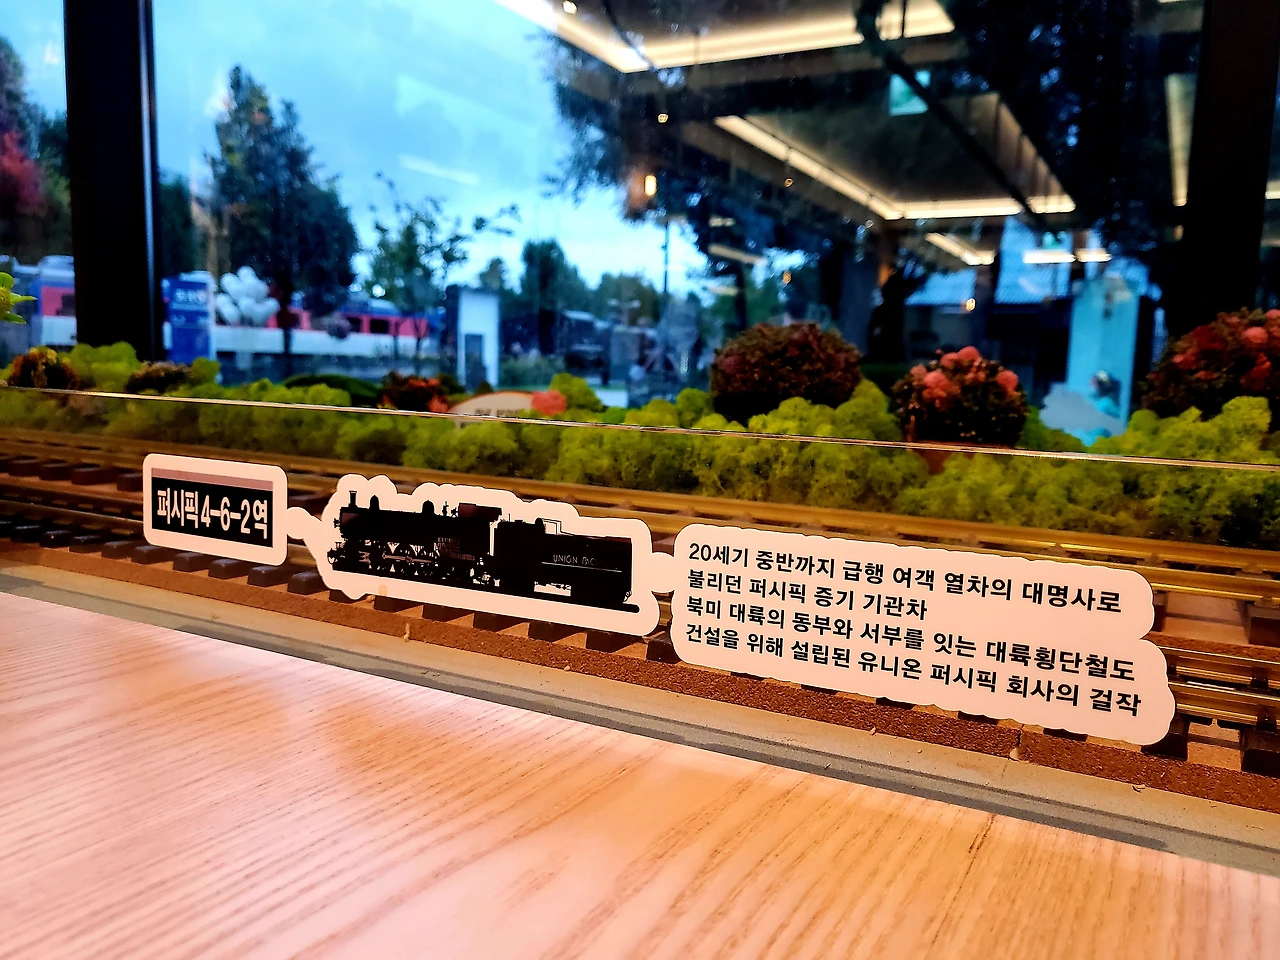 퍼시픽4-6-2역
UNION PAC
20세기 중반까지 급행 여객 열차의 대명사로
불리던 퍼시픽 증기 기관차
북미 대륙의 동부와 서부를 잇는 대륙횡단철도
건설을 위해 설립된 유니온 퍼시픽 회사의 걸작